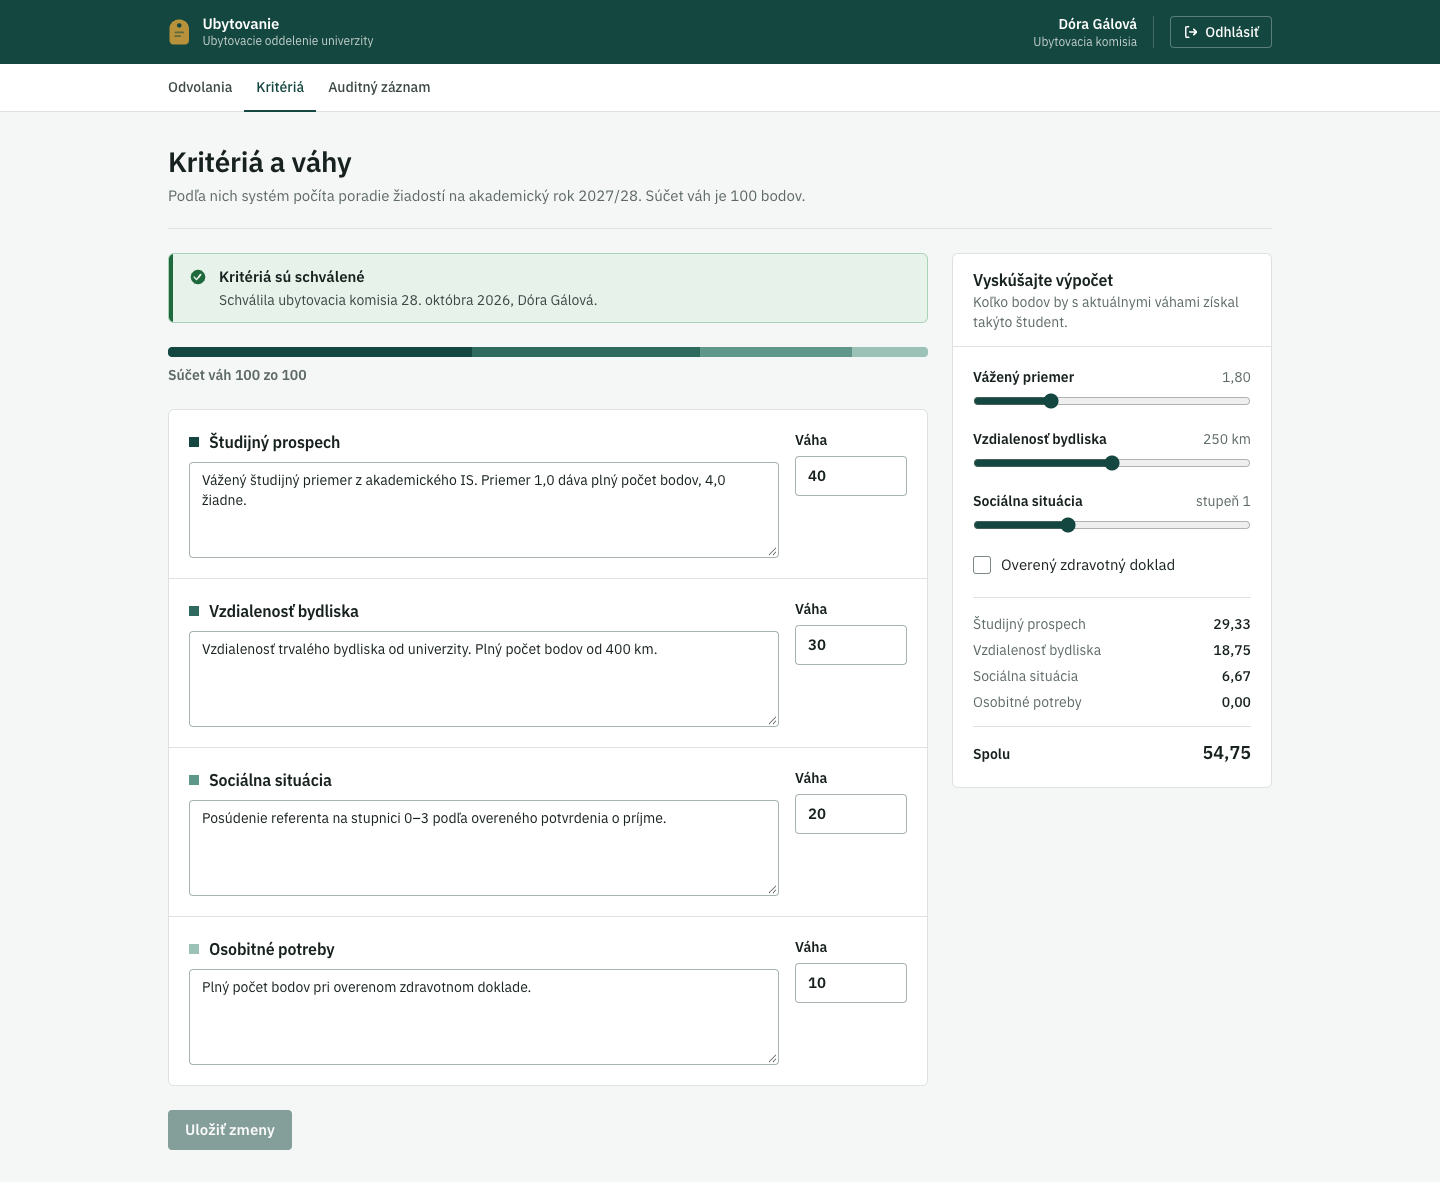 Ubytovanie
Ubytovacie oddelenie univerzity
Dóra Gálová
Ubytovacia komisia
Odhlásiť
Odvolania
Kritériá
Auditný záznam
Kritériá a váhy
Podľa nich systém počíta poradie žiadostí na akademický rok 2027/28. Súčet váh je 100 bodov.
Kritériá sú schválené
Schválila ubytovacia komisia 28. októbra 2026, Dóra Gálová.
Súčet váh 100 zo 100
Študijný prospech
Váha
Vážený študijný priemer z akademického IS. Priemer 1,0 dáva plný počet bodov, 4,0
žiadne.
40
Vzdialenosť bydliska
Váha
Vzdialenosť trvalého bydliska od univerzity. Plný počet bodov od 400 km.
30
Sociálna situácia
Váha
Posúdenie referenta na stupnici 0–3 podľa overeného potvrdenia o príjme.
20
Osobitné potreby
Váha
Plný počet bodov pri overenom zdravotnom doklade.
10
Uložiť zmeny
Vyskúšajte výpočet
Koľko bodov by s aktuálnymi váhami získal
takýto študent.
Vážený priemer
1,80
Vzdialenosť bydliska
250 km
Sociálna situácia
stupeň 1
Overený zdravotný doklad
Študijný prospech
29,33
Vzdialenosť bydliska
18,75
Sociálna situácia
6,67
Osobitné potreby
0,00
Spolu
54,75